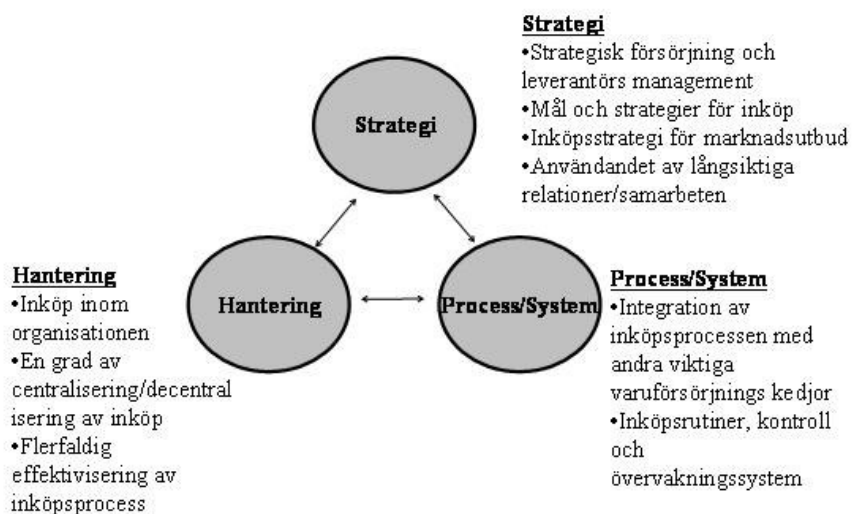 Strategi
•Strategisk försörjning och
leverantörs management
•Mål och strategier för inköp
•Inköpsstrategi för marknadsutbud
•Användandet av långsiktiga
relationer/samarbeten
Strategi
Hantering
•Inköp inom
organisationen
•En grad av
centralisering/decentral
isering av inköp
•Flerfaldig
effektivisering av
inköpsprocess
Hantering
Process/System
Process/System
•Integration av
inköpsprocessen med
andra viktiga
varuförsörjnings kedjor
•Inköpsrutiner, kontroll
och
övervakningssystem